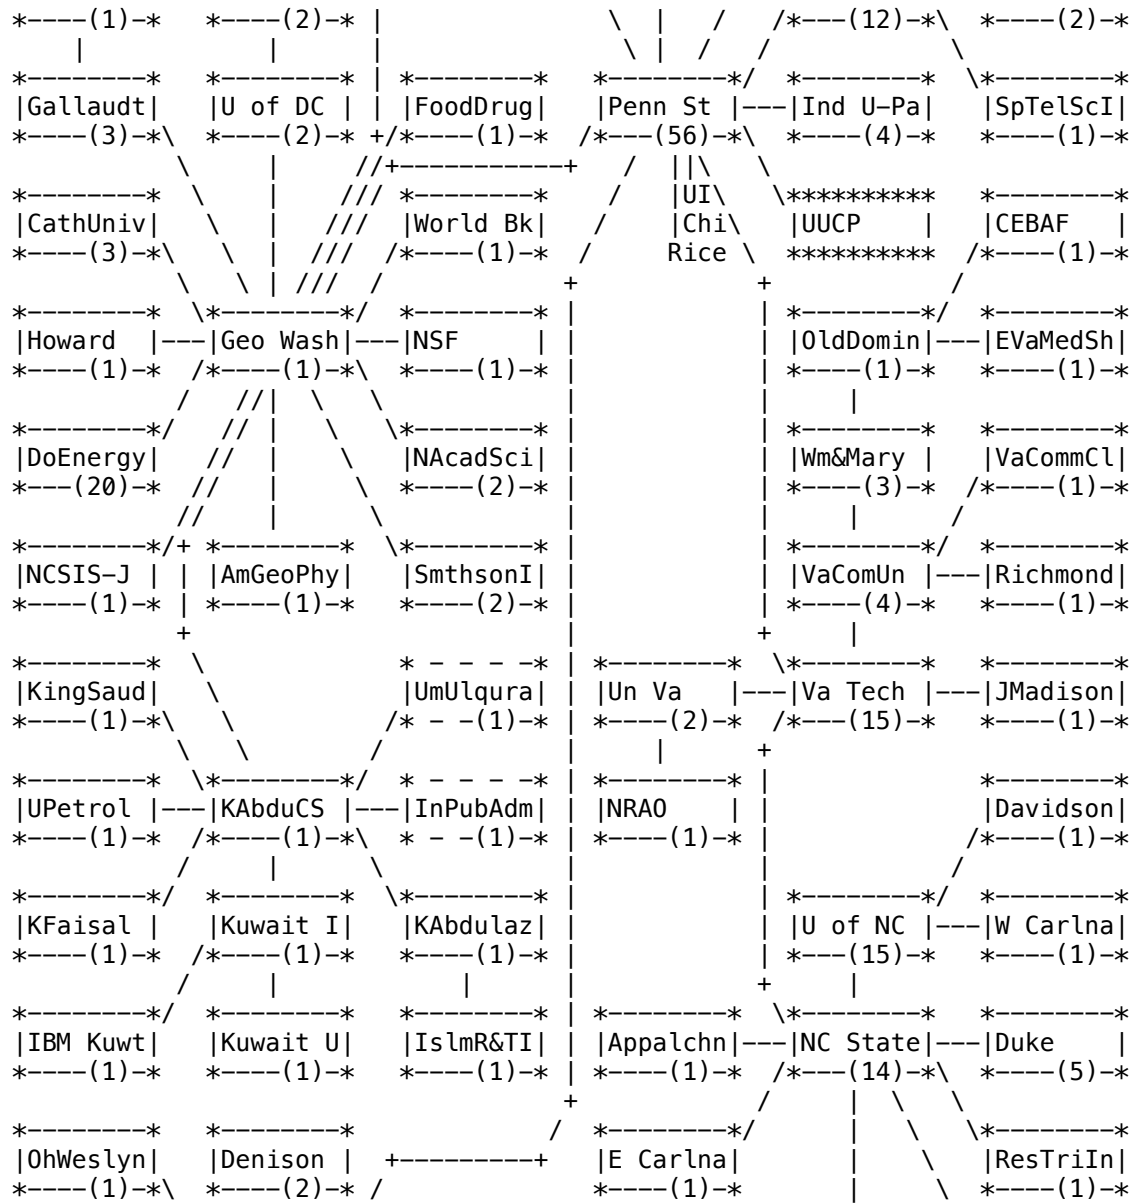 *----(1)-*   *----(2)-* |              \  |   /   /*---(12)-*\  *----(2)-*
    |            |      |               \ |  /   /            \
*--------*   *--------* | *--------*   *--------*/  *--------*  \*--------*
|Gallaudt|   |U of DC | | |FoodDrug|   |Penn St |---|Ind U-Pa|   |SpTelScI|
*----(3)-*\  *----(2)-* +/*----(1)-*  /*---(56)-*\  *----(4)-*   *----(1)-*
           \     |     //+-----------+   /  ||\   \
*--------*  \    |    /// *--------*    /   |UI\   \**********   *--------*
|CathUniv|   \   |   ///  |World Bk|   /    |Chi\   |UUCP    |   |CEBAF   |
*----(3)-*\   \  |  ///  /*----(1)-*  /     Rice \  **********  /*----(1)-*
           \   \ | ///  /            +            +            /
*--------*  \*--------*/  *--------* |            | *--------*/  *--------*
|Howard  |---|Geo Wash|---|NSF     | |            | |OldDomin|---|EVaMedSh|
*----(1)-*  /*----(1)-*\  *----(1)-* |            | *----(1)-*   *----(1)-*
           /   //|  \   \            |            |     |
*--------*/   // |   \   \*--------* |            | *--------*   *--------*
|DoEnergy|   //  |    \   |NAcadSci| |            | |Wm&Mary |   |VaCommCl|
*---(20)-*  //   |     \  *----(2)-* |            | *----(3)-*  /*----(1)-*
           //    |      \            |            |     |      /
*--------*/+ *--------*  \*--------* |            | *--------*/  *--------*
|NCSIS-J | | |AmGeoPhy|   |SmthsonI| |            | |VaComUn |---|Richmond|
*----(1)-* | *----(1)-*   *----(2)-* |            | *----(4)-*   *----(1)-*
           +                         |            +     |
*--------*  \             * - - - -* | *--------*  \*--------*   *--------*
|KingSaud|   \            |UmUlqura| | |Un Va   |---|Va Tech |---|JMadison|
*----(1)-*\   \          /* - -(1)-* | *----(2)-*  /*---(15)-*   *----(1)-*
           \   \        /            |     |      +
*--------*  \*--------*/  * - - - -* | *--------* |              *--------*
|UPetrol |---|KAbduCS |---|InPubAdm| | |NRAO    | |              |Davidson|
*----(1)-*  /*----(1)-*\  * - -(1)-* | *----(1)-* |             /*----(1)-*
           /     |      \            |            |            /
*--------*/  *--------*  \*--------* |            | *--------*/  *--------*
|KFaisal |   |Kuwait I|   |KAbdulaz| |            | |U of NC |---|W Carlna|
*----(1)-*  /*----(1)-*   *----(1)-* |            | *---(15)-*   *----(1)-*
           /     |            |      |            +     |
*--------*/  *--------*   *--------* | *--------*  \*--------*   *--------*
|IBM Kuwt|   |Kuwait U|   |IslmR&TI| | |Appalchn|---|NC State|---|Duke    |
*----(1)-*   *----(1)-*   *----(1)-* | *----(1)-*  /*---(14)-*\  *----(5)-*
                                     +            /     |  \   \
*--------*   *--------*             /  *--------*/      |   \   \*--------*
|OhWeslyn|   |Denison |  +---------+   |E Carlna|       |    \   |ResTriIn|
*----(1)-*\  *----(2)-* /              *----(1)-*       |     \  *----(1)-*